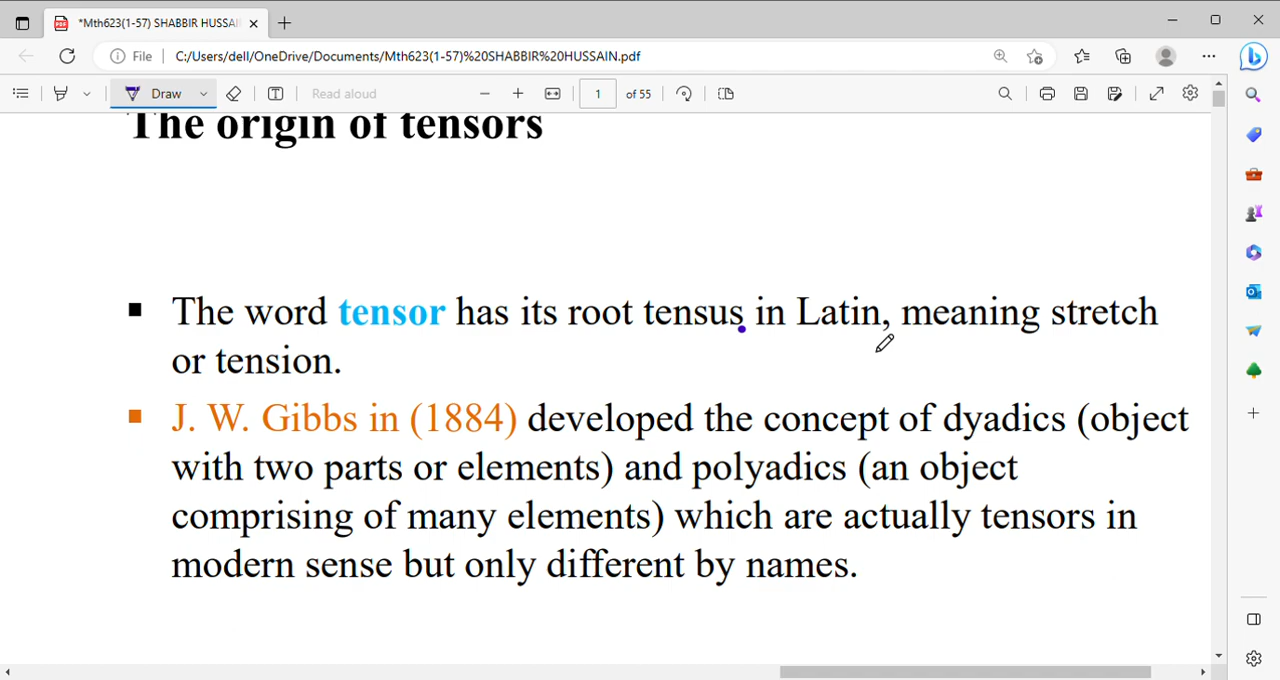 *Mth623(1-57) SHABBIR HUSSAI
File C:/Users/dell/OneDrive/Documents/Mth623(1-57)%20SHABBIR%20HUSSAIN.pdf
Draw Read aloud 1 of 55
The origin of tensors
▪ The word tensor has its root tensus in Latin, meaning stretch
or tension.
▪ J. W. Gibbs in (1884) developed the concept of dyadics (object
with two parts or elements) and polyadics (an object
comprising of many elements) which are actually tensors in
modern sense but only different by names.